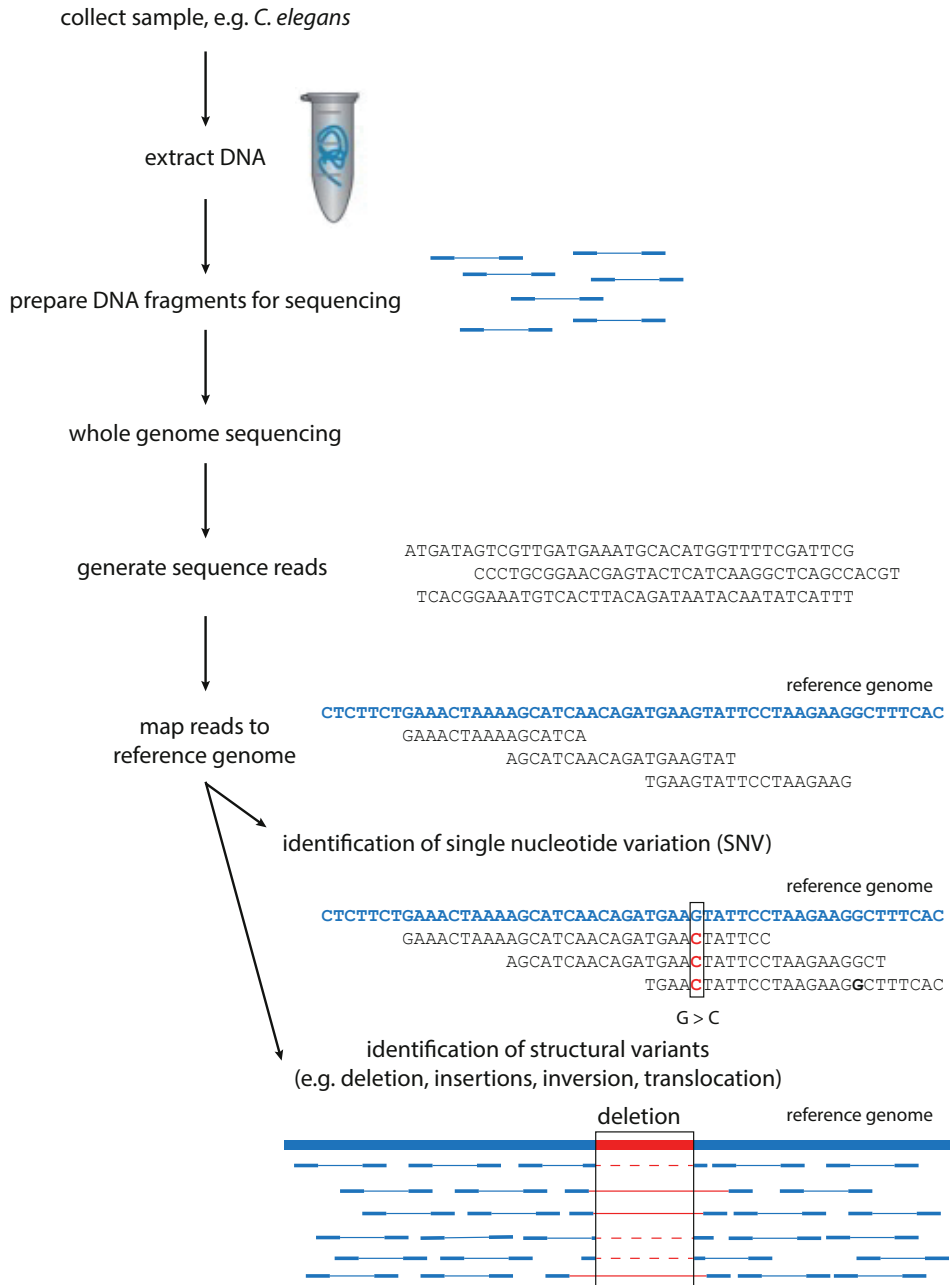 collect sample, e.g. C. elegans
extract DNA
prepare DNA fragments for sequencing
whole genome sequencing
generate sequence reads
ATGATAGTCGTTGATGAAATGCACATGGTTTTCGATTCG
CCCTGCGGAACGAGTACTCATCAAGGCTCAGCCACGT
TCACGGAAATGTCACTTACAGATAATACAATATCATTT
map reads to
reference genome
reference genome
CTCTTCTGAAACTAAAAGCATCAACAGATGAAGTATTCCTAAGAAGGCTTTCAC
GAAACTAAAAGCATCA
AGCATCAACAGATGAAGTAT
TGAAGTATTCCTAAGAAG
identification of single nucleotide variation (SNV)
reference genome
CTCTTCTGAAACTAAAAGCATCAACAGATGAAGTATTCCTAAGAAGGCTTTCAC
GAAACTAAAAGCATCAACAGATGAACTATTCC
AGCATCAACAGATGAACTATTCCTAAGAAGGCT
TGAACTATTCCTAAGAAGGCTTTCAC
G > C
identification of structural variants
(e.g. deletion, insertions, inversion, translocation)
deletion
reference genome